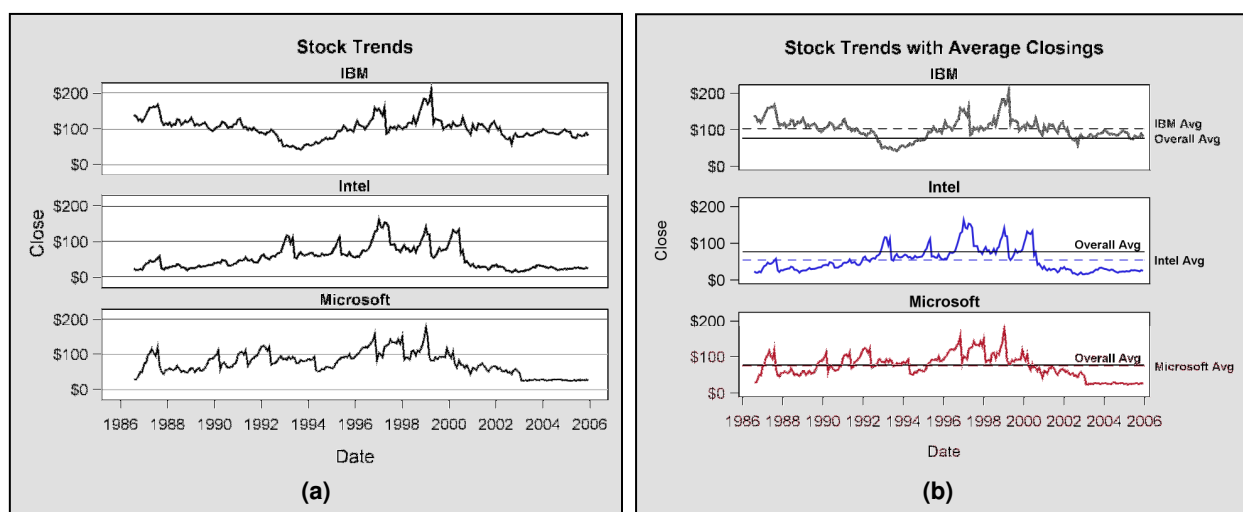 Stock Trends
IBM
$200
$100
$0
Intel
$200
$100
$0
Close
Microsoft
$200
$100
$0
1986 1988 1990 1992 1994 1996 1998 2000 2002 2004 2006
Date
(a)
Stock Trends with Average Closings
IBM
$200
$100
$0
IBM Avg
Overall Avg
Intel
$200
$100
$0
Overall Avg
Intel Avg
Close
Microsoft
$200
$100
$0
Overall Avg
Microsoft Avg
1986 1988 1990 1992 1994 1996 1998 2000 2002 2004 2006
Date
(b)